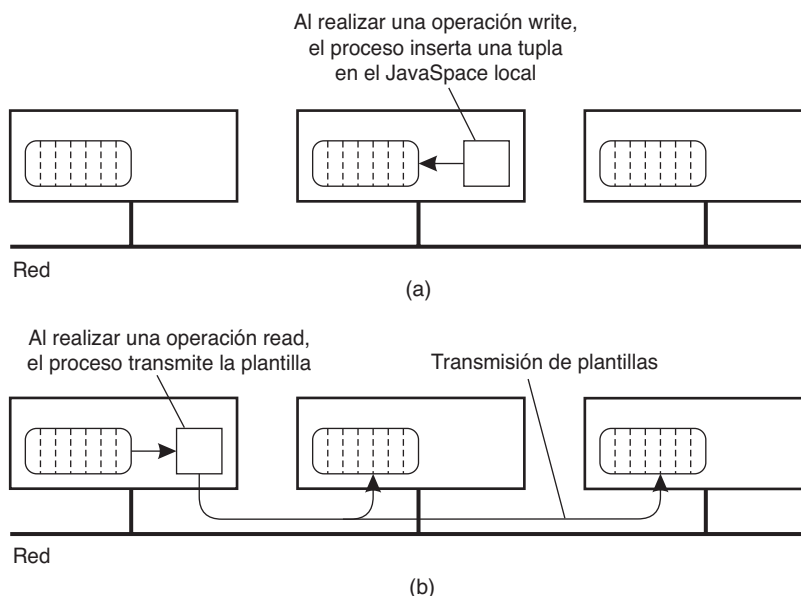 Al realizar una operación write,
el proceso inserta una tupla
en el JavaSpace local
Red
(a)
Al realizar una operación read,
el proceso transmite la plantilla
Transmisión de plantillas
Red
(b)